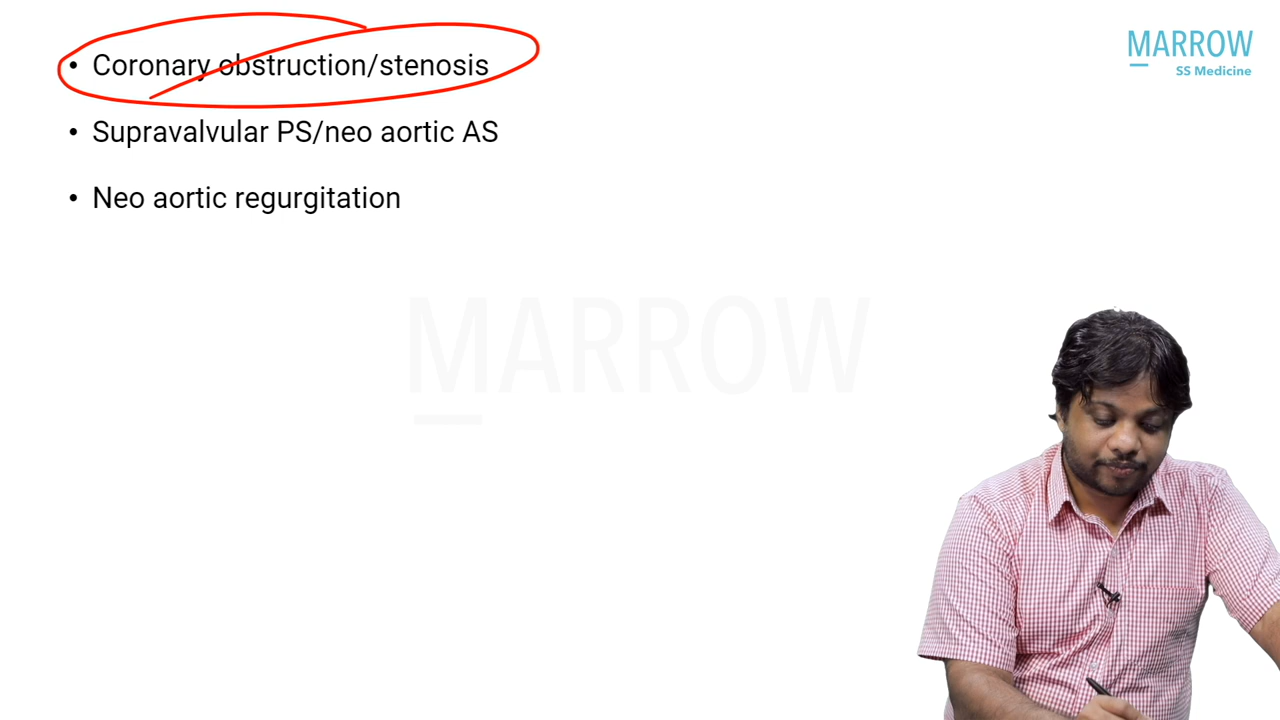 • Coronary obstruction/stenosis
MARROW
SS Medicine
• Supravalvular PS/neo aortic AS
• Neo aortic regurgitation
MARROW